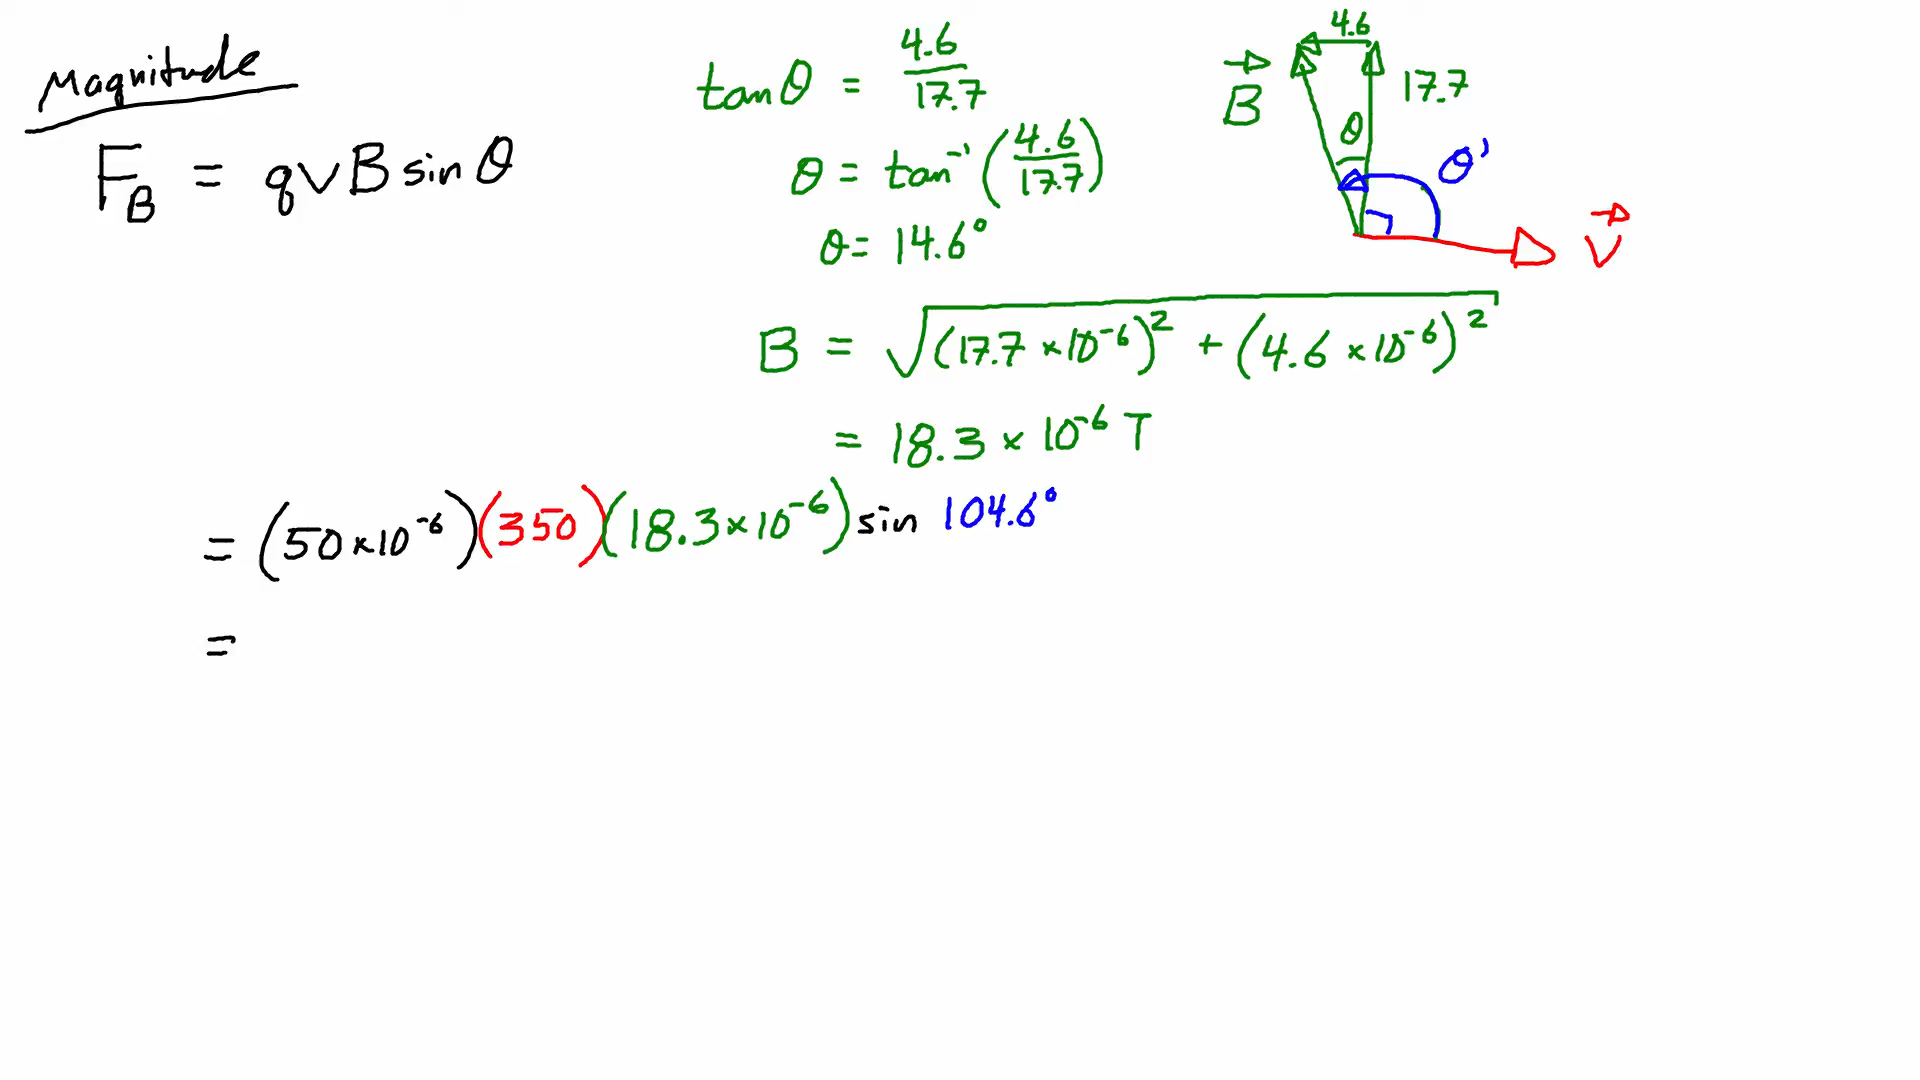 Magnitude
F_B = qvB sin θ
tan θ = 4.6/17.7
θ = tan⁻¹(4.6/17.7)
θ = 14.6°
4.6
B⃗
17.7
θ
θ'
v⃗
B = √((17.7 × 10⁻⁶)² + (4.6 × 10⁻⁶)²)
= 18.3 × 10⁻⁶ T
= (50 × 10⁻⁶)(350)(18.3 × 10⁻⁶) sin 104.6°
=